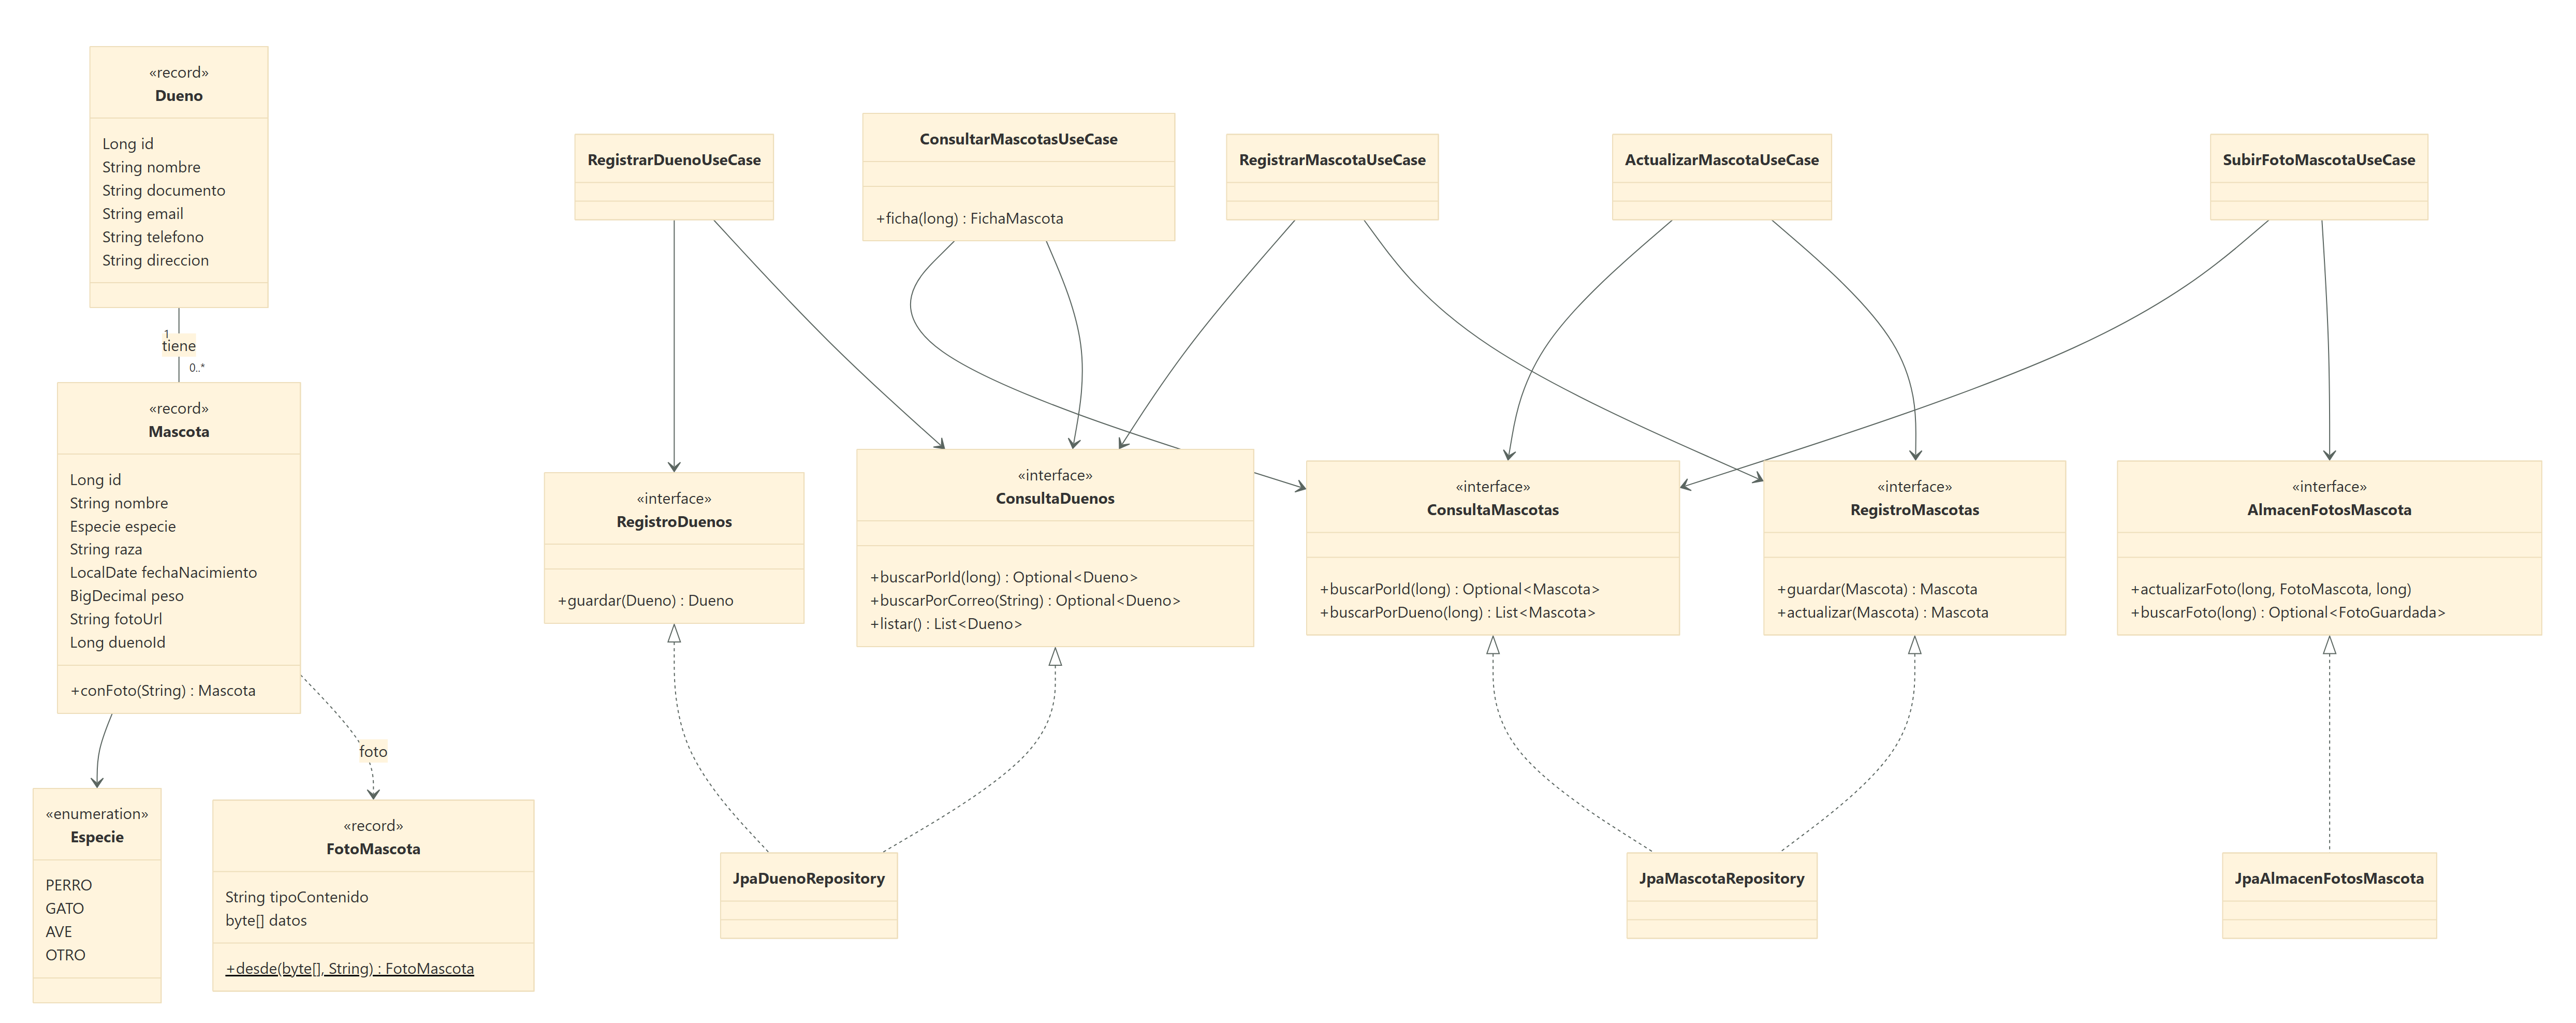 «record»
Dueno
Long id
String nombre
String documento
String email
String telefono
String direccion
1
tiene
0..*
«record»
Mascota
Long id
String nombre
Especie especie
String raza
LocalDate fechaNacimiento
BigDecimal peso
String fotoUrl
Long duenoId
+conFoto(String) : Mascota
foto
«enumeration»
Especie
PERRO
GATO
AVE
OTRO
«record»
FotoMascota
String tipoContenido
byte[] datos
+desde(byte[], String) : FotoMascota
RegistrarDuenoUseCase
ConsultarMascotasUseCase
+ficha(long) : FichaMascota
RegistrarMascotaUseCase
ActualizarMascotaUseCase
SubirFotoMascotaUseCase
«interface»
RegistroDuenos
+guardar(Dueno) : Dueno
«interface»
ConsultaDuenos
+buscarPorId(long) : Optional<Dueno>
+buscarPorCorreo(String) : Optional<Dueno>
+listar() : List<Dueno>
«interface»
ConsultaMascotas
+buscarPorId(long) : Optional<Mascota>
+buscarPorDueno(long) : List<Mascota>
«interface»
RegistroMascotas
+guardar(Mascota) : Mascota
+actualizar(Mascota) : Mascota
«interface»
AlmacenFotosMascota
+actualizarFoto(long, FotoMascota, long)
+buscarFoto(long) : Optional<FotoGuardada>
JpaDuenoRepository
JpaMascotaRepository
JpaAlmacenFotosMascota